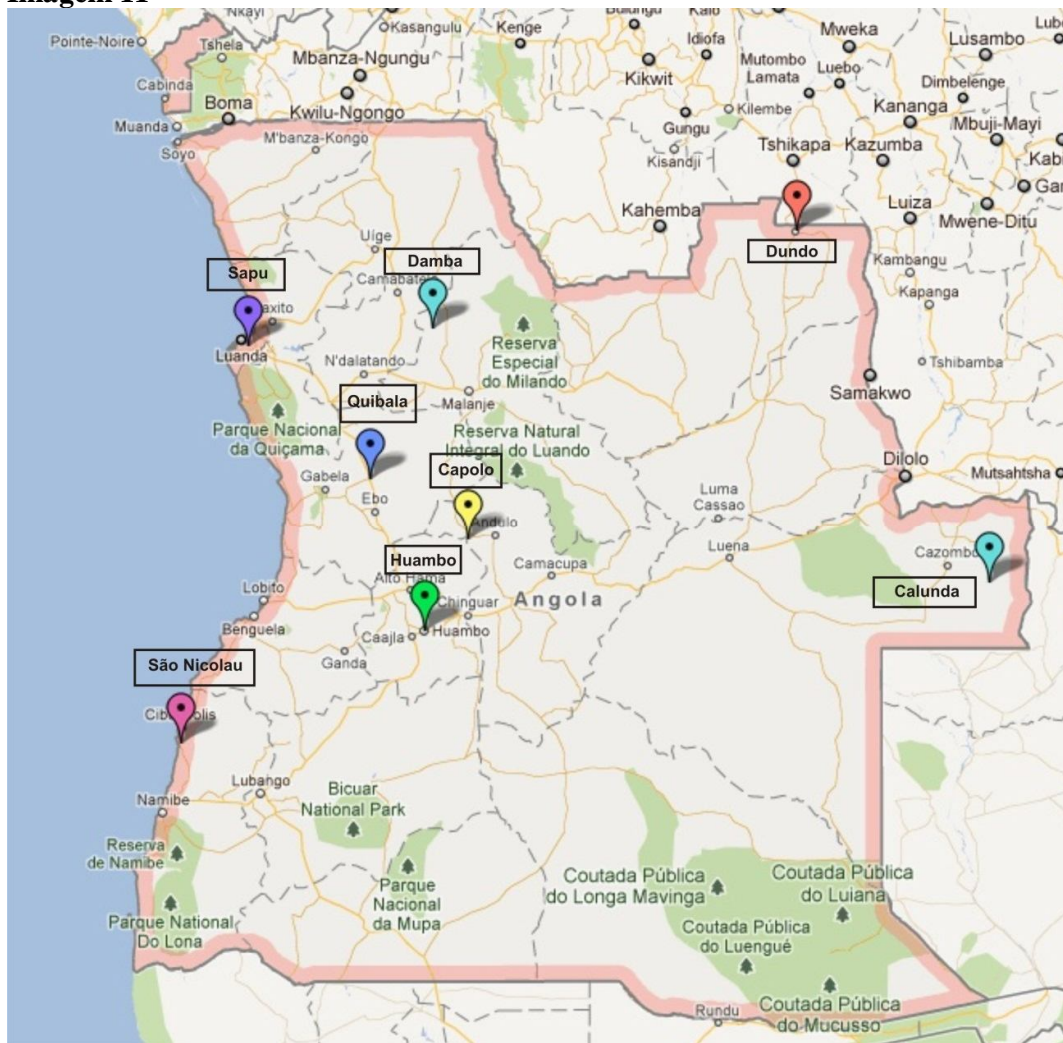 Nkayi
Pointe-Noire
Tshela
Kasangulu
Kenge
Bulungu
Kalo
Idiofa
Mweka
Lusambo
Mbanza-Ngungu
Kikwit
Mutombo
Lamata
Luebo
Dimbelenge
Cabinda
Boma
Kwilu-Ngongo
Kilembe
Kananga
Mbuji-Mayi
Muanda
Soyo
M'banza-Kongo
Gungu
Kisandji
Tshikapa
Kazumba
Kahemba
Luiza
Mwene-Ditu
Uíge
Damba
Dundo
Kambangu
Sapu
Camabatela
Kapanga
Luanda
N'dalatando
Reserva
Especial
do Milando
Tshibamba
Samakwo
Quibala
Malanje
Parque Nacional
da Quiçama
Reserva Natural
Integral do Luando
Capolo
Dilolo
Mutsahtsha
Gabela
Ebo
Andulo
Luma
Cassao
Huambo
Luena
Cazombo
Camacupa
Alto Hama
Calunda
Lobito
Chinguar
Angola
Benguela
Caajla
Huambo
Ganda
São Nicolau
Lubango
Bicuar
National Park
Namibe
Reserva
de Namibe
Parque
Nacional
da Mupa
Coutada Pública
do Longa Mavinga
Coutada Pública
do Luiana
Parque National
Do Lona
Coutada Pública
do Luengué
Rundu
Coutada Pública
do Mucusso